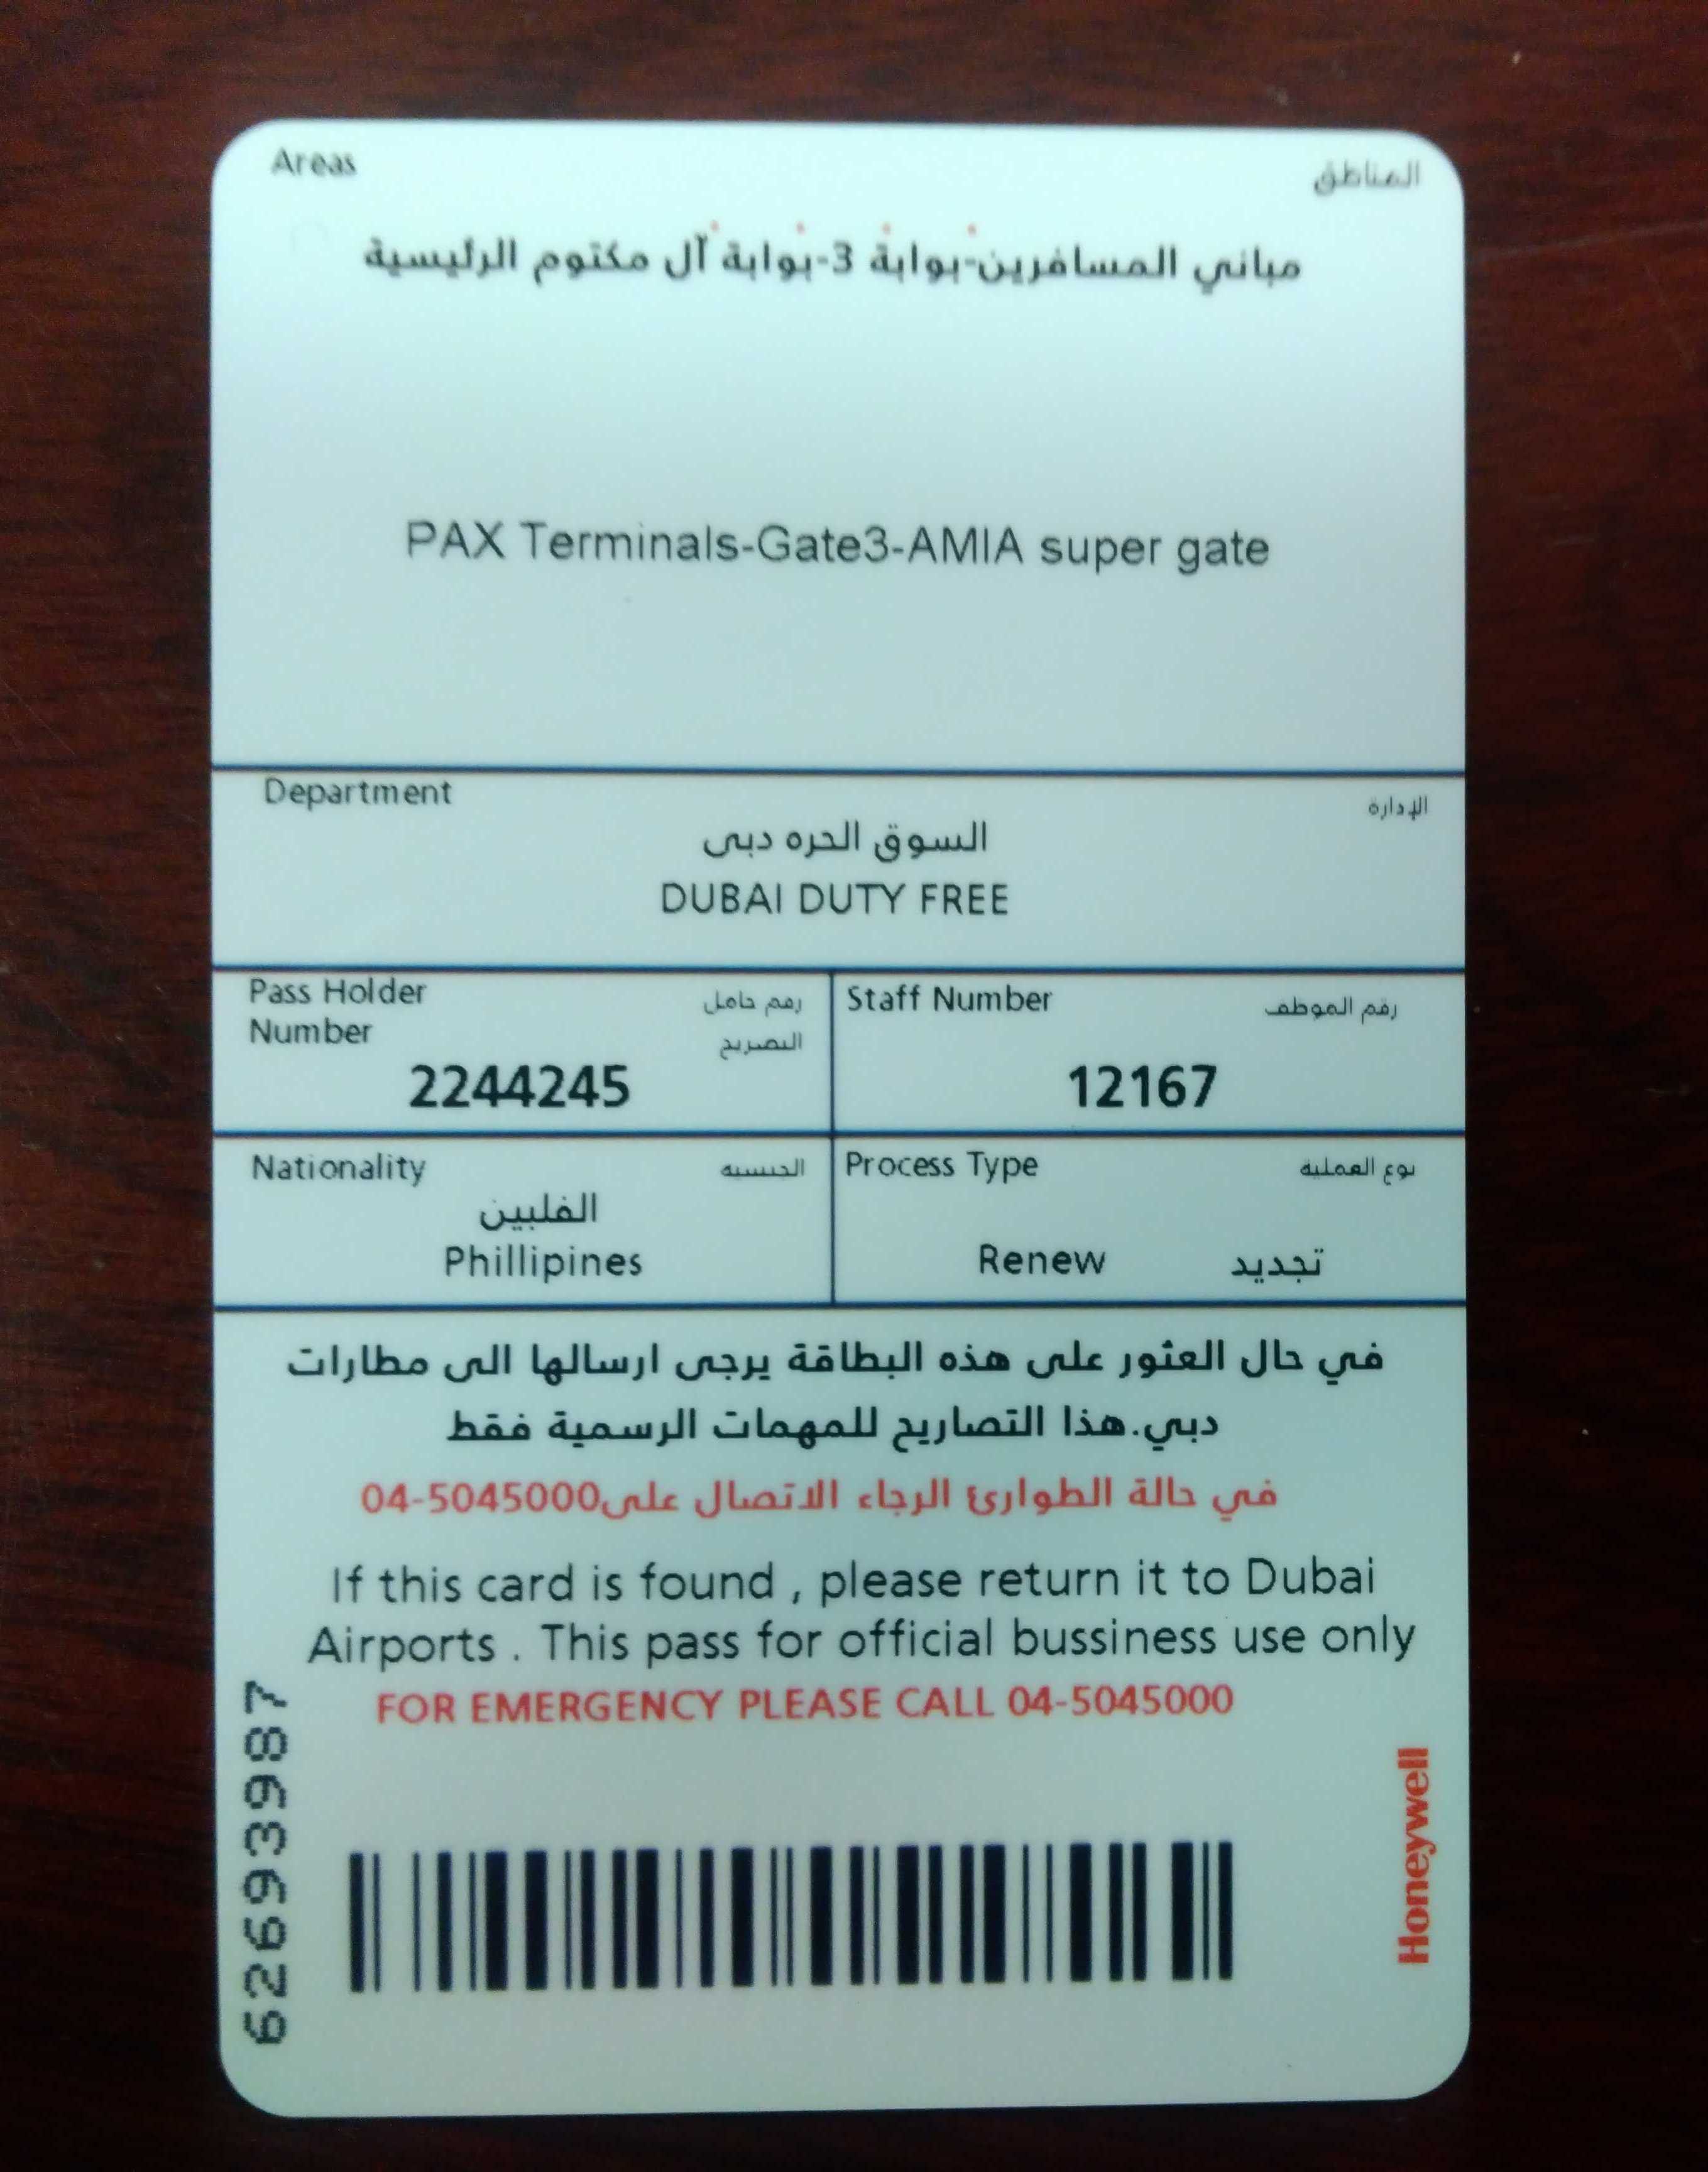 Areas
المناطق
مباني المسافرين-بوابة 3-بوابة آل مكتوم الرئيسية
PAX Terminals-Gate3-AMIA super gate
Department
الإدارة
السوق الحره دبى
DUBAI DUTY FREE
Pass Holder
Number
رقم حامل
التصريح
2244245
Staff Number
رقم الموظف
12167
Nationality
الجنسية
الفلبين
Phillipines
Process Type
نوع العملية
Renew تجديد
في حال العثور على هذه البطاقة يرجى ارسالها الى مطارات
دبي.هذا التصاريح للمهمات الرسمية فقط
في حالة الطوارئ الرجاء الاتصال على04-5045000
If this card is found , please return it to Dubai
Airports . This pass for official bussiness use only
FOR EMERGENCY PLEASE CALL 04-5045000
62693987
Honeywell